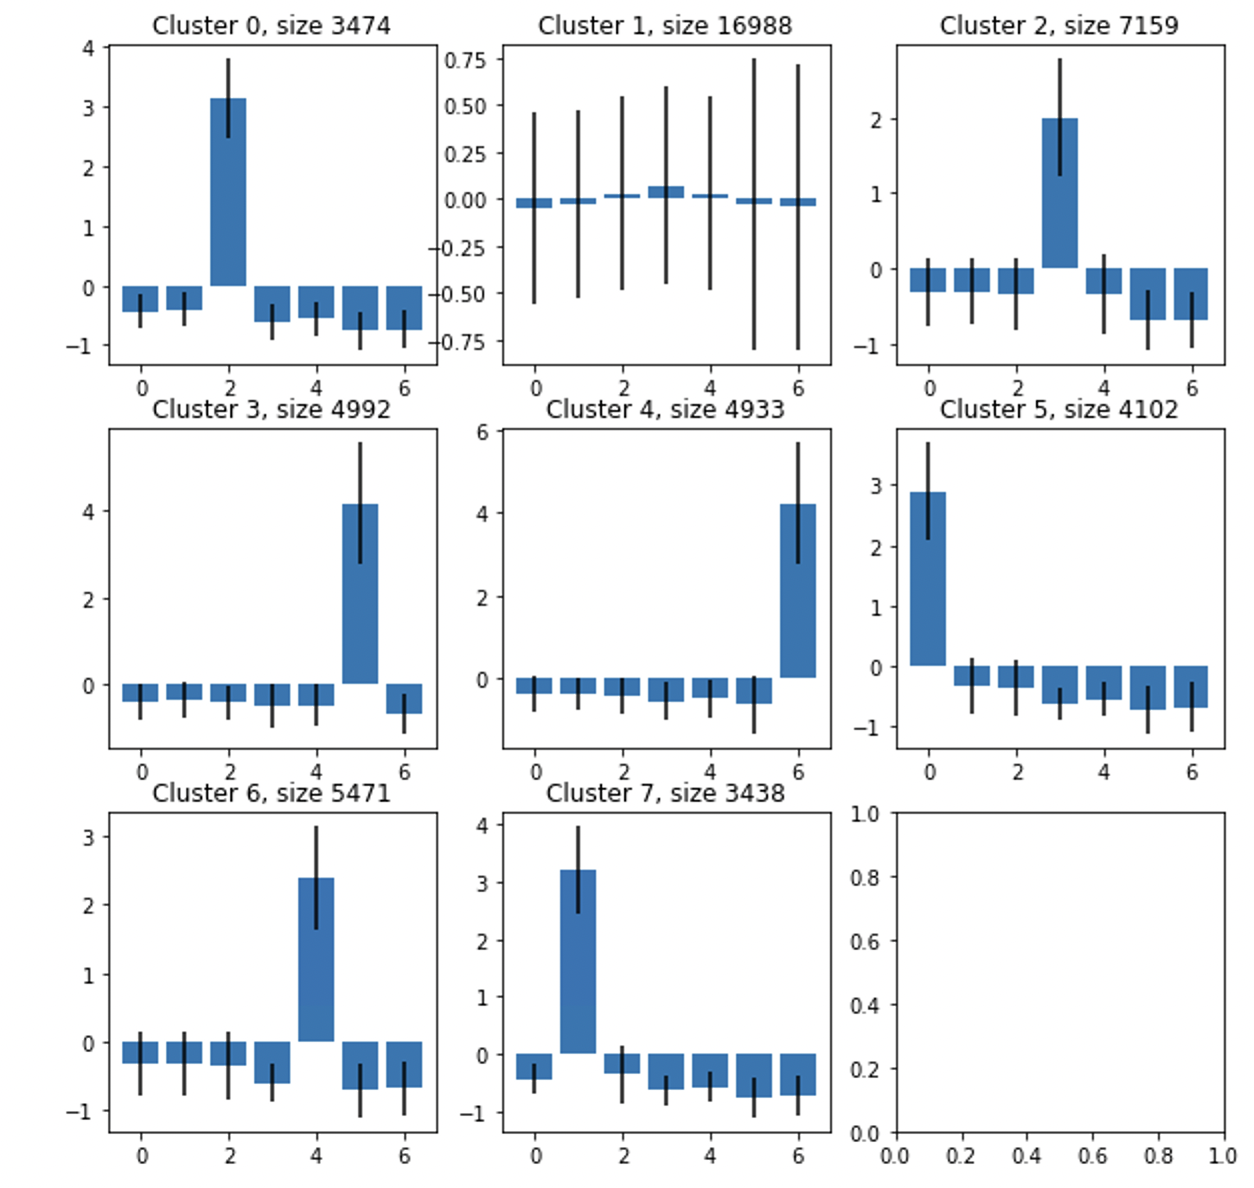 Cluster 0, size 3474
4
3
2
1
0
−1
0 2 4 6
Cluster 1, size 16988
0.75
0.50
0.25
0.00
−0.25
−0.50
−0.75
0 2 4 6
Cluster 2, size 7159
2
1
0
−1
0 2 4 6
Cluster 3, size 4992
4
2
0
0 2 4 6
Cluster 4, size 4933
6
4
2
0
0 2 4 6
Cluster 5, size 4102
3
2
1
0
−1
0 2 4 6
Cluster 6, size 5471
3
2
1
0
−1
0 2 4 6
Cluster 7, size 3438
4
3
2
1
0
−1
0 2 4 6
1.0
0.8
0.6
0.4
0.2
0.0
0.0 0.2 0.4 0.6 0.8 1.0